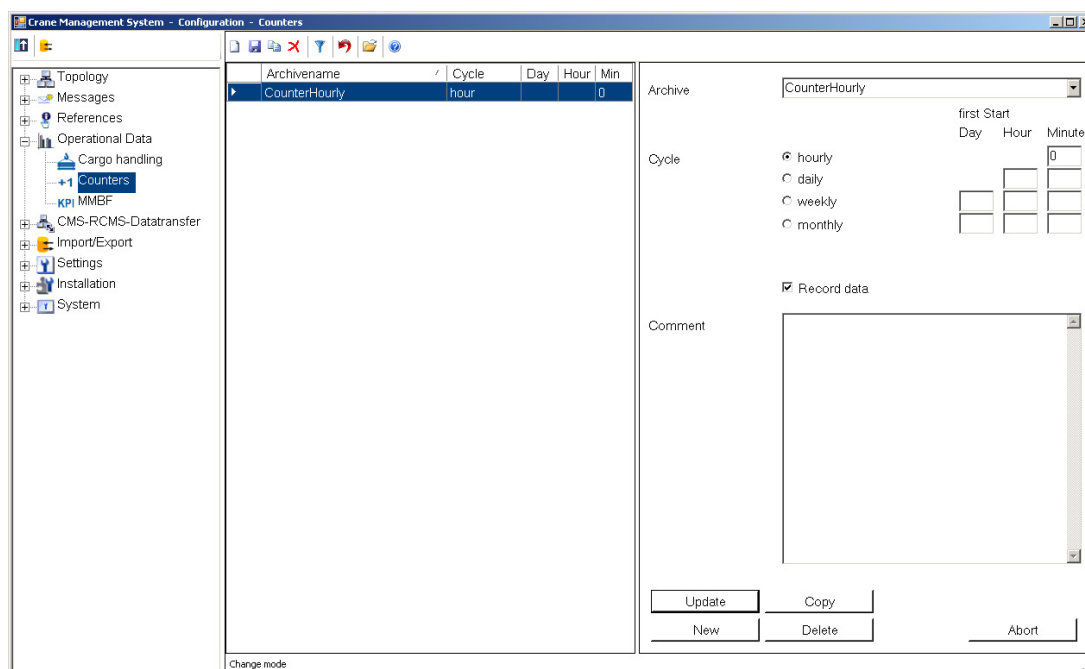 Crane Management System - Configuration - Counters
Topology
Messages
References
Operational Data
Cargo handling
+1 Counters
KPI MMBF
CMS-RCMS-Datatransfer
Import/Export
Settings
Installation
System
Archivename / Cycle Day Hour Min
CounterHourly hour 0
Archive CounterHourly
first Start
Day Hour Minute
Cycle hourly 0
daily
weekly
monthly
Record data
Comment
Update Copy
New Delete Abort
Change mode